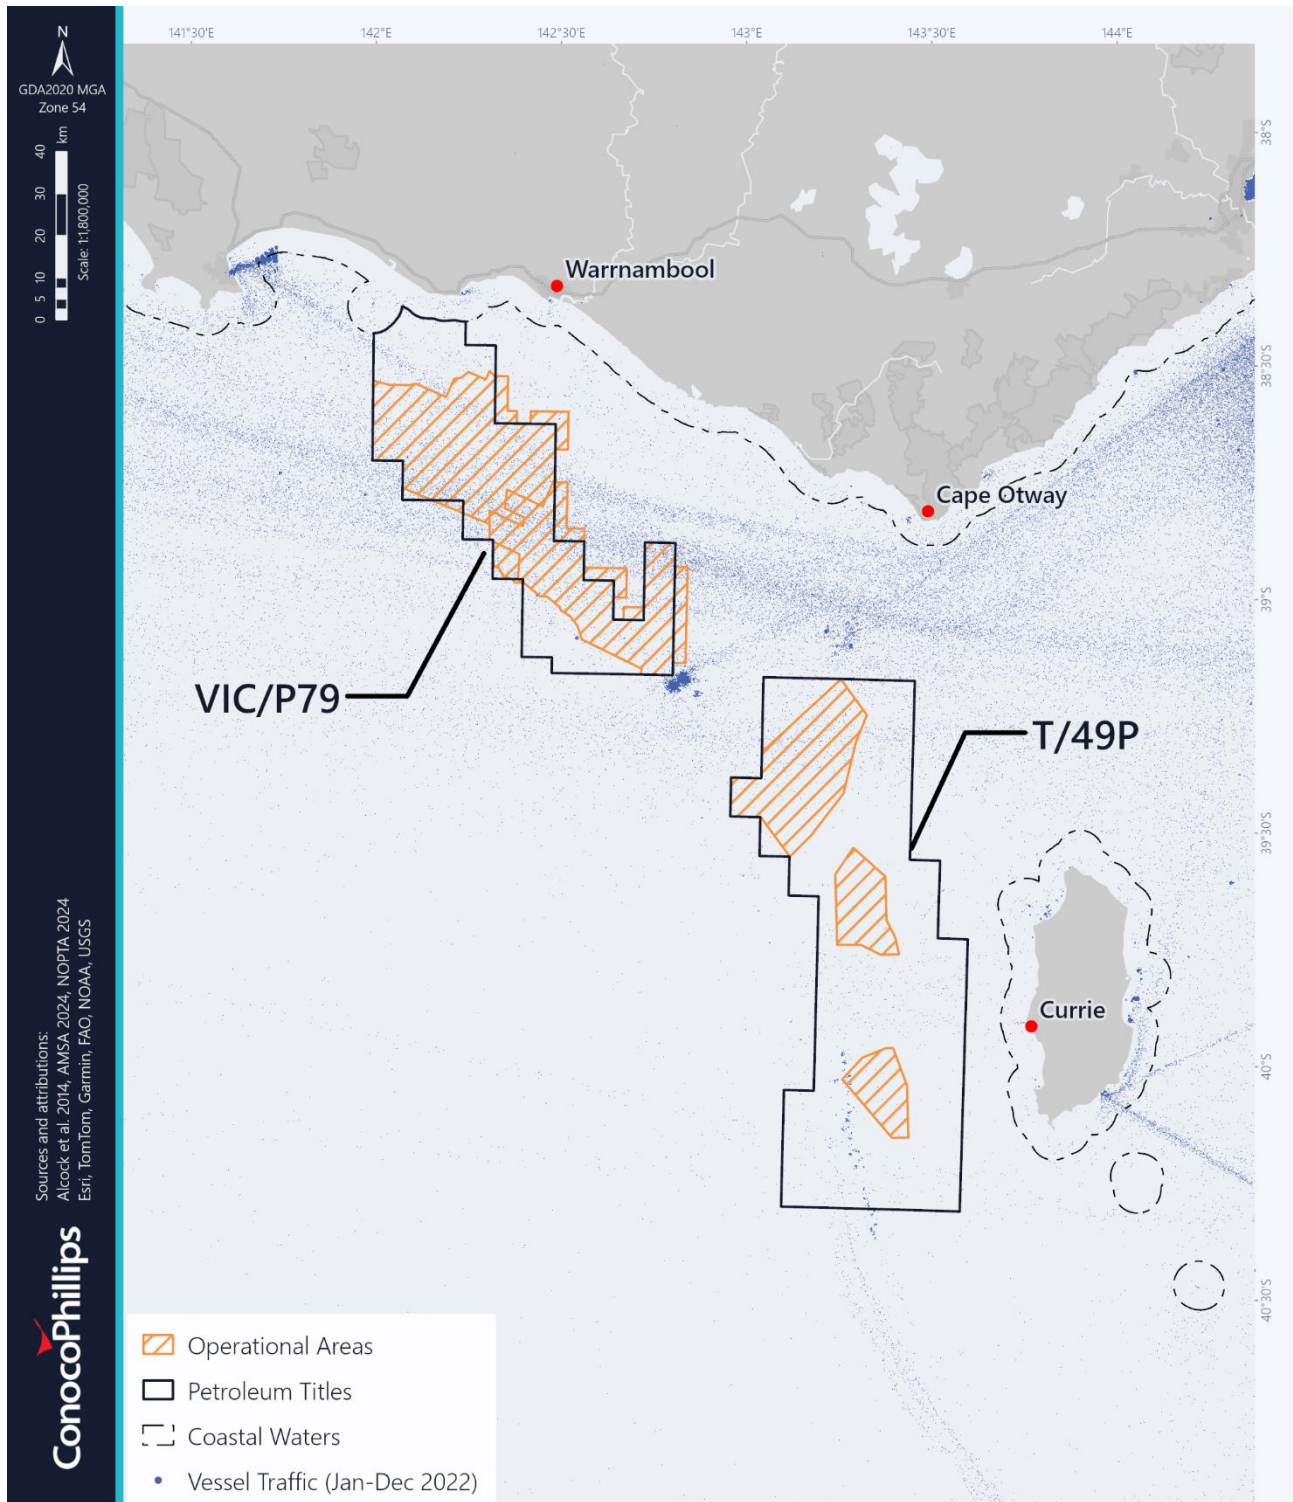 141°30'E
142°E
142°30'E
143°E
143°30'E
144°E
N
GDA2020 MGA
Zone 54
0 5 10 20 30 40 km
Scale: 1:1,800,000
38°S
38°30'S
39°S
39°30'S
40°S
40°30'S
Warrnambool
Cape Otway
VIC/P79
T/49P
Currie
Sources and attributions:
Alcock et al. 2014, AMSA 2024, NOPTA 2024
Esri, TomTom, Garmin, FAO, NOAA, USGS
ConocoPhillips
Operational Areas
Petroleum Titles
Coastal Waters
Vessel Traffic (Jan-Dec 2022)